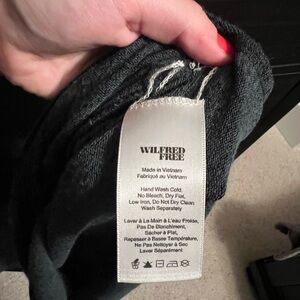 WILFRED
FREE
Made in Vietnam
Fabriqué au Vietnam
Hand Wash Cold,
No Bleach, Dry Flat,
Low Iron, Do Not Dry Clean
Wash Separately
Laver à La Main à L'eau Froide,
Pas De Blanchiment,
Sécher à Plat,
Repasser à Basse Température,
Ne Pas Nettoyer à Sec
Laver Séparément